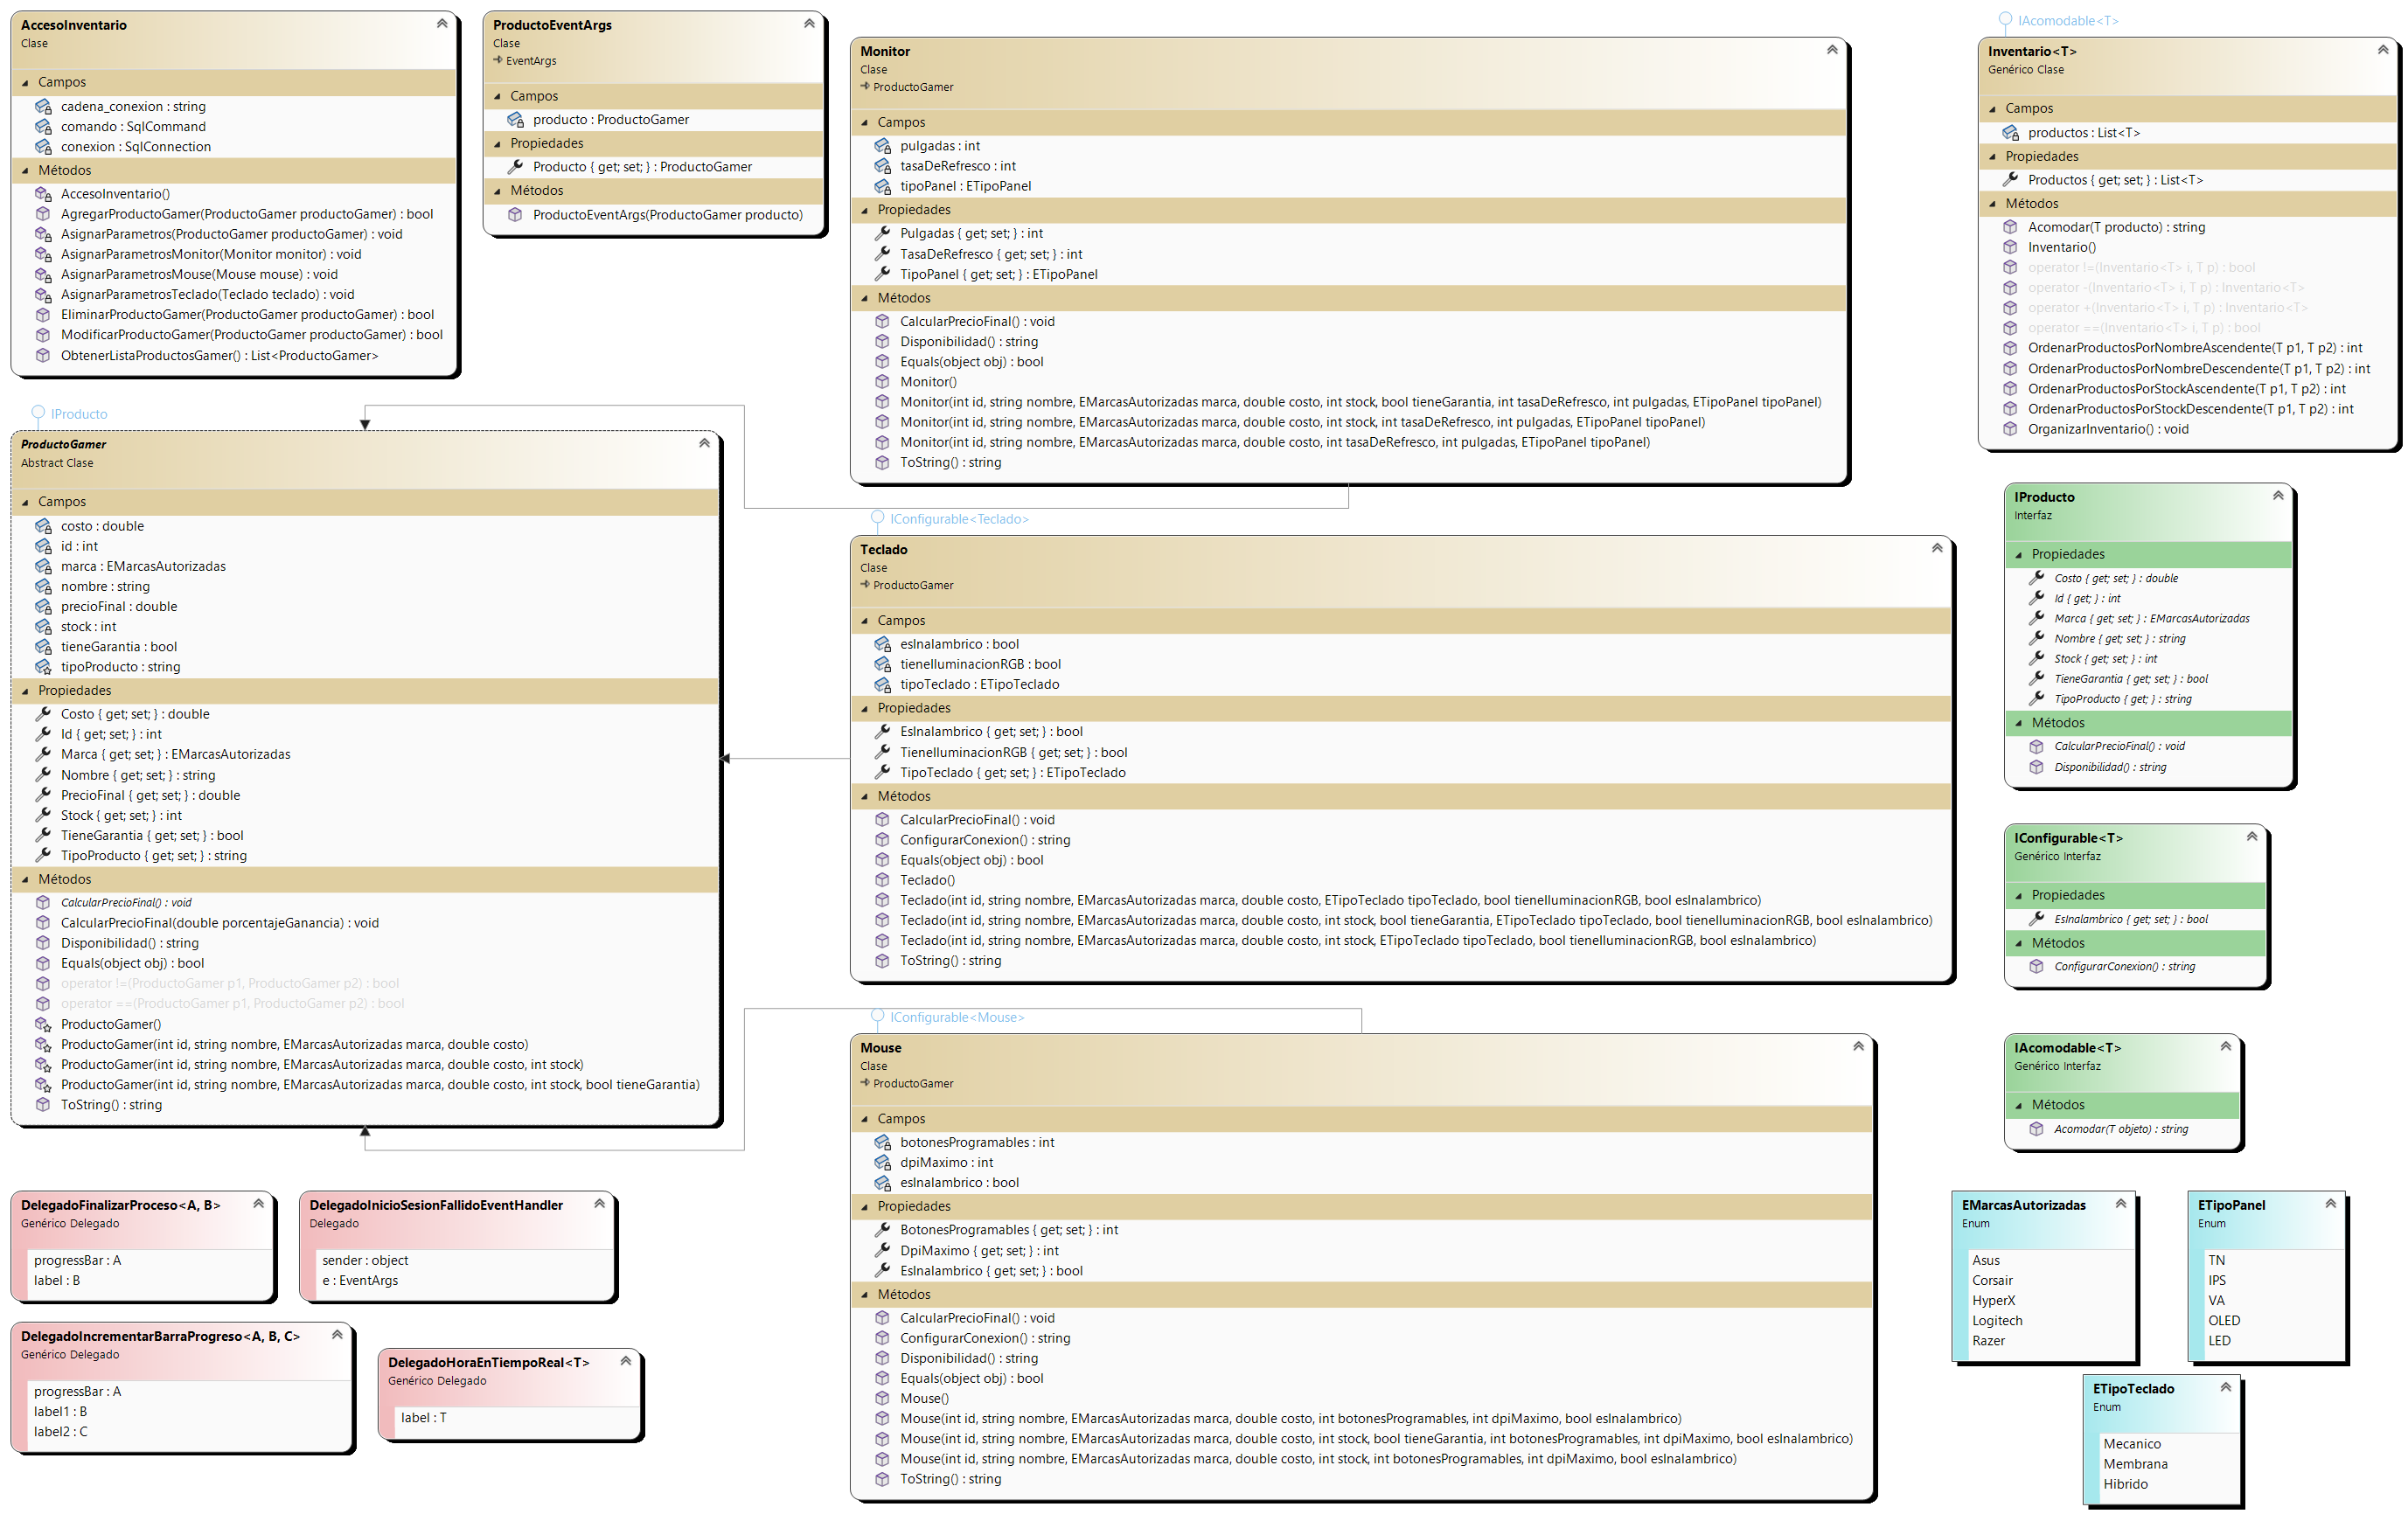 AccesoInventario
Clase
Campos
cadena_conexion : string
comando : SqlCommand
conexion : SqlConnection
Métodos
AccesoInventario()
AgregarProductoGamer(ProductoGamer productoGamer) : bool
AsignarParametros(ProductoGamer productoGamer) : void
AsignarParametrosMonitor(Monitor monitor) : void
AsignarParametrosMouse(Mouse mouse) : void
AsignarParametrosTeclado(Teclado teclado) : void
EliminarProductoGamer(ProductoGamer productoGamer) : bool
ModificarProductoGamer(ProductoGamer productoGamer) : bool
ObtenerListaProductosGamer() : List<ProductoGamer>
ProductoEventArgs
Clase
EventArgs
Campos
producto : ProductoGamer
Propiedades
Producto { get; set; } : ProductoGamer
Métodos
ProductoEventArgs(ProductoGamer producto)
Monitor
Clase
ProductoGamer
Campos
pulgadas : int
tasaDeRefresco : int
tipoPanel : ETipoPanel
Propiedades
Pulgadas { get; set; } : int
TasaDeRefresco { get; set; } : int
TipoPanel { get; set; } : ETipoPanel
Métodos
CalcularPrecioFinal() : void
Disponibilidad() : string
Equals(object obj) : bool
Monitor()
Monitor(int id, string nombre, EMarcasAutorizadas marca, double costo, int stock, bool tieneGarantia, int tasaDeRefresco, int pulgadas, ETipoPanel tipoPanel)
Monitor(int id, string nombre, EMarcasAutorizadas marca, double costo, int stock, int tasaDeRefresco, int pulgadas, ETipoPanel tipoPanel)
Monitor(int id, string nombre, EMarcasAutorizadas marca, double costo, int tasaDeRefresco, int pulgadas, ETipoPanel tipoPanel)
ToString() : string
IAcomodable<T>
Inventario<T>
Genérico Clase
Campos
productos : List<T>
Propiedades
Productos { get; set; } : List<T>
Métodos
Acomodar(T producto) : string
Inventario()
operator !=(Inventario<T> i, T p) : bool
operator -(Inventario<T> i, T p) : Inventario<T>
operator +(Inventario<T> i, T p) : Inventario<T>
operator ==(Inventario<T> i, T p) : bool
OrdenarProductosPorNombreAscendente(T p1, T p2) : int
OrdenarProductosPorNombreDescendente(T p1, T p2) : int
OrdenarProductosPorStockAscendente(T p1, T p2) : int
OrdenarProductosPorStockDescendente(T p1, T p2) : int
OrganizarInventario() : void
IProducto
ProductoGamer
Abstract Clase
Campos
costo : double
id : int
marca : EMarcasAutorizadas
nombre : string
precioFinal : double
stock : int
tieneGarantia : bool
tipoProducto : string
Propiedades
Costo { get; set; } : double
Id { get; set; } : int
Marca { get; set; } : EMarcasAutorizadas
Nombre { get; set; } : string
PrecioFinal { get; set; } : double
Stock { get; set; } : int
TieneGarantia { get; set; } : bool
TipoProducto { get; set; } : string
Métodos
CalcularPrecioFinal() : void
CalcularPrecioFinal(double porcentajeGanancia) : void
Disponibilidad() : string
Equals(object obj) : bool
operator !=(ProductoGamer p1, ProductoGamer p2) : bool
operator ==(ProductoGamer p1, ProductoGamer p2) : bool
ProductoGamer()
ProductoGamer(int id, string nombre, EMarcasAutorizadas marca, double costo)
ProductoGamer(int id, string nombre, EMarcasAutorizadas marca, double costo, int stock)
ProductoGamer(int id, string nombre, EMarcasAutorizadas marca, double costo, int stock, bool tieneGarantia)
ToString() : string
IConfigurable<Teclado>
Teclado
Clase
ProductoGamer
Campos
esInalambrico : bool
tieneIluminacionRGB : bool
tipoTeclado : ETipoTeclado
Propiedades
EsInalambrico { get; set; } : bool
TieneIluminacionRGB { get; set; } : bool
TipoTeclado { get; set; } : ETipoTeclado
Métodos
CalcularPrecioFinal() : void
ConfigurarConexion() : string
Equals(object obj) : bool
Teclado()
Teclado(int id, string nombre, EMarcasAutorizadas marca, double costo, ETipoTeclado tipoTeclado, bool tieneIluminacionRGB, bool esInalambrico)
Teclado(int id, string nombre, EMarcasAutorizadas marca, double costo, int stock, bool tieneGarantia, ETipoTeclado tipoTeclado, bool tieneIluminacionRGB, bool esInalambrico)
Teclado(int id, string nombre, EMarcasAutorizadas marca, double costo, int stock, ETipoTeclado tipoTeclado, bool tieneIluminacionRGB, bool esInalambrico)
ToString() : string
IProducto
Interfaz
Propiedades
Costo { get; set; } : double
Id { get; } : int
Marca { get; set; } : EMarcasAutorizadas
Nombre { get; set; } : string
Stock { get; set; } : int
TieneGarantia { get; set; } : bool
TipoProducto { get; } : string
Métodos
CalcularPrecioFinal() : void
Disponibilidad() : string
IConfigurable<T>
Genérico Interfaz
Propiedades
EsInalambrico { get; set; } : bool
Métodos
ConfigurarConexion() : string
IAcomodable<T>
Genérico Interfaz
Métodos
Acomodar(T objeto) : string
IConfigurable<Mouse>
Mouse
Clase
ProductoGamer
Campos
botonesProgramables : int
dpiMaximo : int
esInalambrico : bool
Propiedades
BotonesProgramables { get; set; } : int
DpiMaximo { get; set; } : int
EsInalambrico { get; set; } : bool
Métodos
CalcularPrecioFinal() : void
ConfigurarConexion() : string
Disponibilidad() : string
Equals(object obj) : bool
Mouse()
Mouse(int id, string nombre, EMarcasAutorizadas marca, double costo, int botonesProgramables, int dpiMaximo, bool esInalambrico)
Mouse(int id, string nombre, EMarcasAutorizadas marca, double costo, int stock, bool tieneGarantia, int botonesProgramables, int dpiMaximo, bool esInalambrico)
Mouse(int id, string nombre, EMarcasAutorizadas marca, double costo, int stock, int botonesProgramables, int dpiMaximo, bool esInalambrico)
ToString() : string
DelegadoFinalizarProceso<A, B>
Genérico Delegado
progressBar : A
label : B
DelegadoInicioSesionFallidoEventHandler
Delegado
sender : object
e : EventArgs
DelegadoIncrementarBarraProgreso<A, B, C>
Genérico Delegado
progressBar : A
label1 : B
label2 : C
DelegadoHoraEnTiempoReal<T>
Genérico Delegado
label : T
EMarcasAutorizadas
Enum
Asus
Corsair
HyperX
Logitech
Razer
ETipoPanel
Enum
TN
IPS
VA
OLED
LED
ETipoTeclado
Enum
Mecanico
Membrana
Hibrido